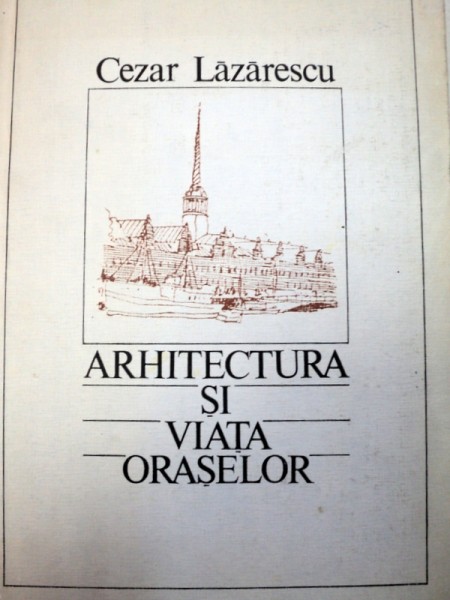 Cezar Lăzărescu
ARHITECTURA
ȘI
VIAȚA
ORAȘELOR